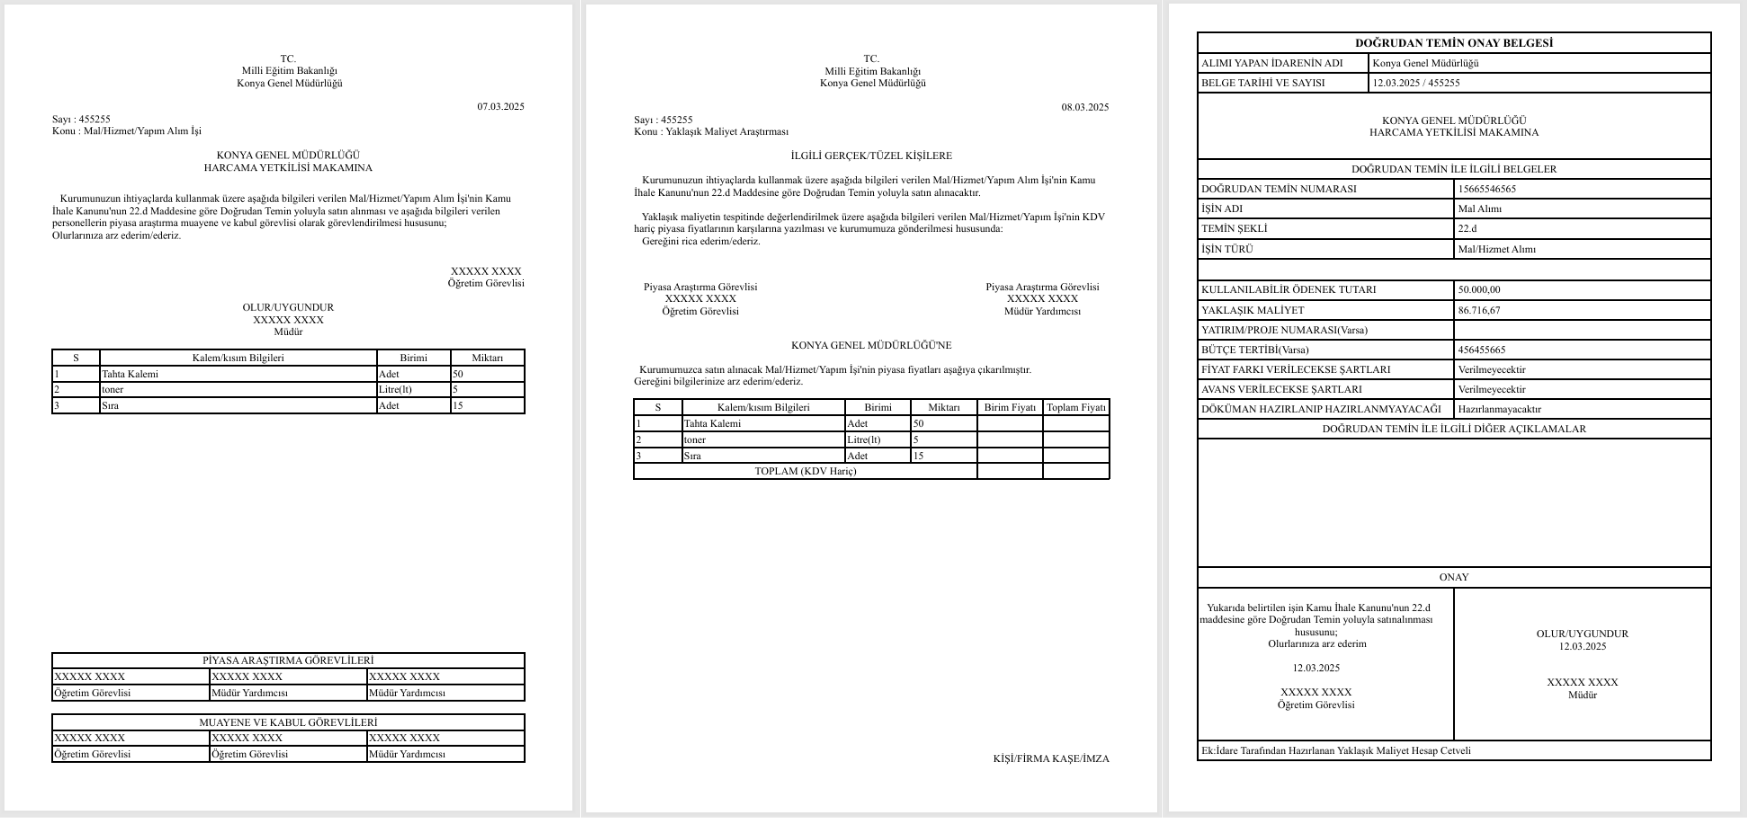 TC.
Milli Eğitim Bakanlığı
Konya Genel Müdürlüğü
07.03.2025
Sayı : 455255
Konu : Mal/Hizmet/Yapım Alım İşi
KONYA GENEL MÜDÜRLÜĞÜ
HARCAMA YETKİLİSİ MAKAMINA
Kurumunuzun ihtiyaçlarda kullanmak üzere aşağıda bilgileri verilen Mal/Hizmet/Yapım Alım İşi'nin Kamu
İhale Kanunu'nun 22.d Maddesine göre Doğrudan Temin yoluyla satın alınması ve aşağıda bilgileri verilen
personellerin piyasa araştırma muayene ve kabul görevlisi olarak görevlendirilmesi hususunu;
Olurlarınıza arz ederim/ederiz.
XXXXX XXXX
Öğretim Görevlisi
OLUR/UYGUNDUR
XXXXX XXXX
Müdür
S Kalem/kısım Bilgileri Birimi Miktarı
1 Tahta Kalemi Adet 50
2 toner Litre(lt) 5
3 Sıra Adet 15
PİYASA ARAŞTIRMA GÖREVLİLERİ
XXXXX XXXX XXXXX XXXX XXXXX XXXX
Öğretim Görevlisi Müdür Yardımcısı Müdür Yardımcısı
MUAYENE VE KABUL GÖREVLİLERİ
XXXXX XXXX XXXXX XXXX XXXXX XXXX
Öğretim Görevlisi Öğretim Görevlisi Müdür Yardımcısı
TC.
Milli Eğitim Bakanlığı
Konya Genel Müdürlüğü
08.03.2025
Sayı : 455255
Konu : Yaklaşık Maliyet Araştırması
İLGİLİ GERÇEK/TÜZEL KİŞİLERE
Kurumunuzun ihtiyaçlarda kullanmak üzere aşağıda bilgileri verilen Mal/Hizmet/Yapım Alım İşi'nin Kamu
İhale Kanunu'nun 22.d Maddesine göre Doğrudan Temin yoluyla satın alınacaktır.
Yaklaşık maliyetin tespitinde değerlendirilmek üzere aşağıda bilgileri verilen Mal/Hizmet/Yapım İşi'nin KDV
hariç piyasa fiyatlarının karşılarına yazılması ve kurumumuza gönderilmesi hususunda:
Gereğini rica ederim/ederiz.
Piyasa Araştırma Görevlisi Piyasa Araştırma Görevlisi
XXXXX XXXX XXXXX XXXX
Öğretim Görevlisi Müdür Yardımcısı
KONYA GENEL MÜDÜRLÜĞÜ'NE
Kurumumuzca satın alınacak Mal/Hizmet/Yapım İşi'nin piyasa fiyatları aşağıya çıkarılmıştır.
Gereğini bilgilerinize arz ederim/ederiz.
S Kalem/kısım Bilgileri Birimi Miktarı Birim Fiyatı Toplam Fiyatı
1 Tahta Kalemi Adet 50
2 toner Litre(lt) 5
3 Sıra Adet 15
TOPLAM (KDV Hariç)
KİŞİ/FİRMA KAŞE/İMZA
DOĞRUDAN TEMİN ONAY BELGESİ
ALIMI YAPAN İDARENİN ADI Konya Genel Müdürlüğü
BELGE TARİHİ VE SAYISI 12.03.2025 / 455255
KONYA GENEL MÜDÜRLÜĞÜ
HARCAMA YETKİLİSİ MAKAMINA
DOĞRUDAN TEMİN İLE İLGİLİ BELGELER
DOĞRUDAN TEMİN NUMARASI 15665546565
İŞİN ADI Mal Alımı
TEMİN ŞEKLİ 22.d
İŞİN TÜRÜ Mal/Hizmet Alımı
KULLANILABİLİR ÖDENEK TUTARI 50.000,00
YAKLAŞIK MALİYET 86.716,67
YATIRIM/PROJE NUMARASI(Varsa)
BÜTÇE TERTİBİ(Varsa) 456455665
FİYAT FARKI VERİLECEKSE ŞARTLARI Verilmeyecektir
AVANS VERİLECEKSE ŞARTLARI Verilmeyecektir
DÖKÜMAN HAZIRLANIP HAZIRLANMYAYACAĞI Hazırlanmayacaktır
DOĞRUDAN TEMİN İLE İLGİLİ DİĞER AÇIKLAMALAR
ONAY
Yukarıda belirtilen işin Kamu İhale Kanunu'nun 22.d
maddesine göre Doğrudan Temin yoluyla satınalınması
hususunu;
Olurlarınıza arz ederim
12.03.2025
XXXXX XXXX
Öğretim Görevlisi
OLUR/UYGUNDUR
12.03.2025
XXXXX XXXX
Müdür
Ek:İdare Tarafından Hazırlanan Yaklaşık Maliyet Hesap Cetveli